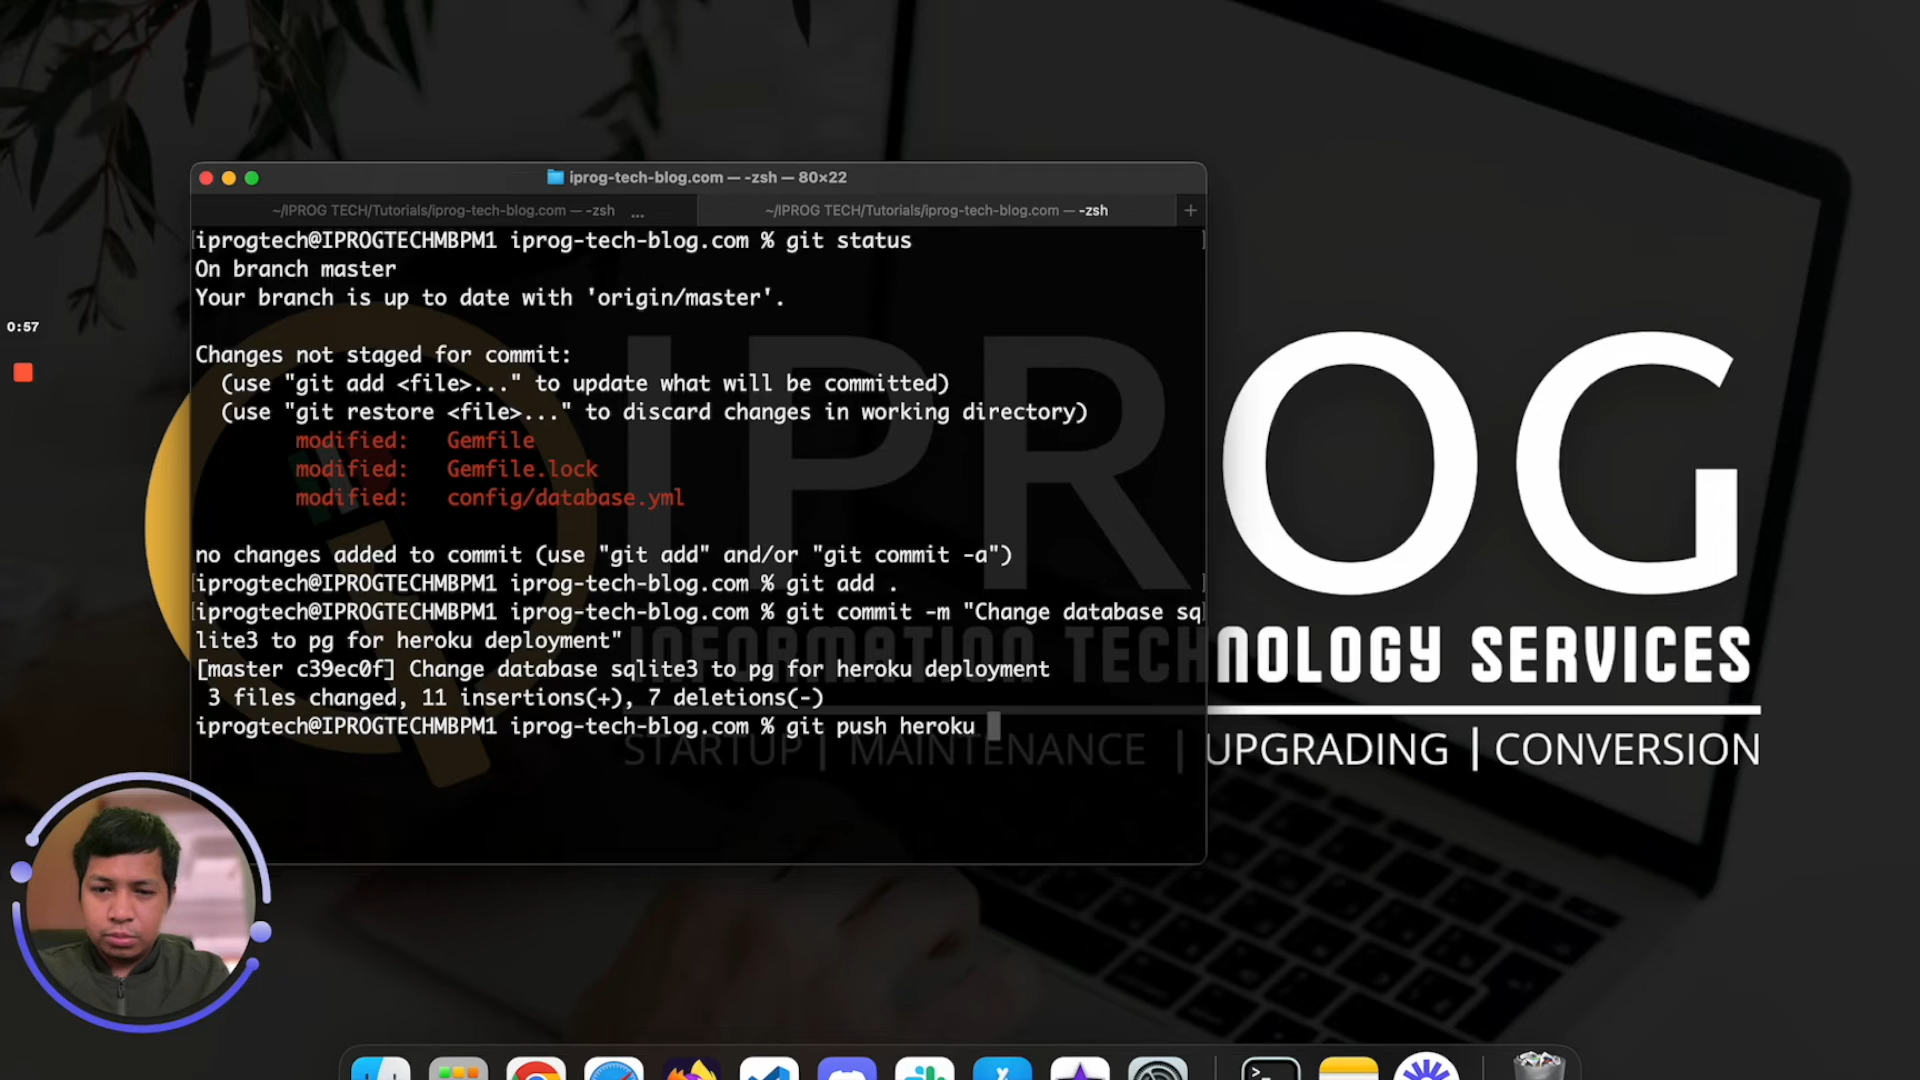 iprog-tech-blog.com — -zsh — 80×22
~/IPROG TECH/Tutorials/iprog-tech-blog.com — -zsh ...
~/IPROG TECH/Tutorials/iprog-tech-blog.com — -zsh +
iprogtech@IPROGTECHMBPM1 iprog-tech-blog.com % git status
On branch master
Your branch is up to date with 'origin/master'.
0:57
Changes not staged for commit:
(use "git add <file>..." to update what will be committed)
(use "git restore <file>..." to discard changes in working directory)
modified: Gemfile
modified: Gemfile.lock
modified: config/database.yml
no changes added to commit (use "git add" and/or "git commit -a")
iprogtech@IPROGTECHMBPM1 iprog-tech-blog.com % git add .
iprogtech@IPROGTECHMBPM1 iprog-tech-blog.com % git commit -m "Change database sq
lite3 to pg for heroku deployment"
[master c39ec0f] Change database sqlite3 to pg for heroku deployment
3 files changed, 11 insertions(+), 7 deletions(-)
iprogtech@IPROGTECHMBPM1 iprog-tech-blog.com % git push heroku
IPROG
INFORMATION TECHNOLOGY SERVICES
STARTUP | MAINTENANCE | UPGRADING | CONVERSION